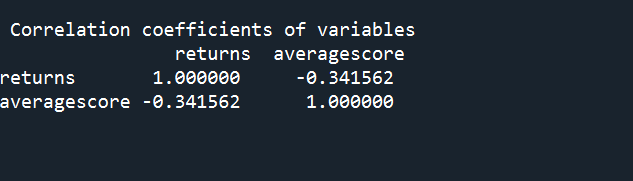 Correlation coefficients of variables
returns averagescore
returns 1.000000 -0.341562
averagescore -0.341562 1.000000